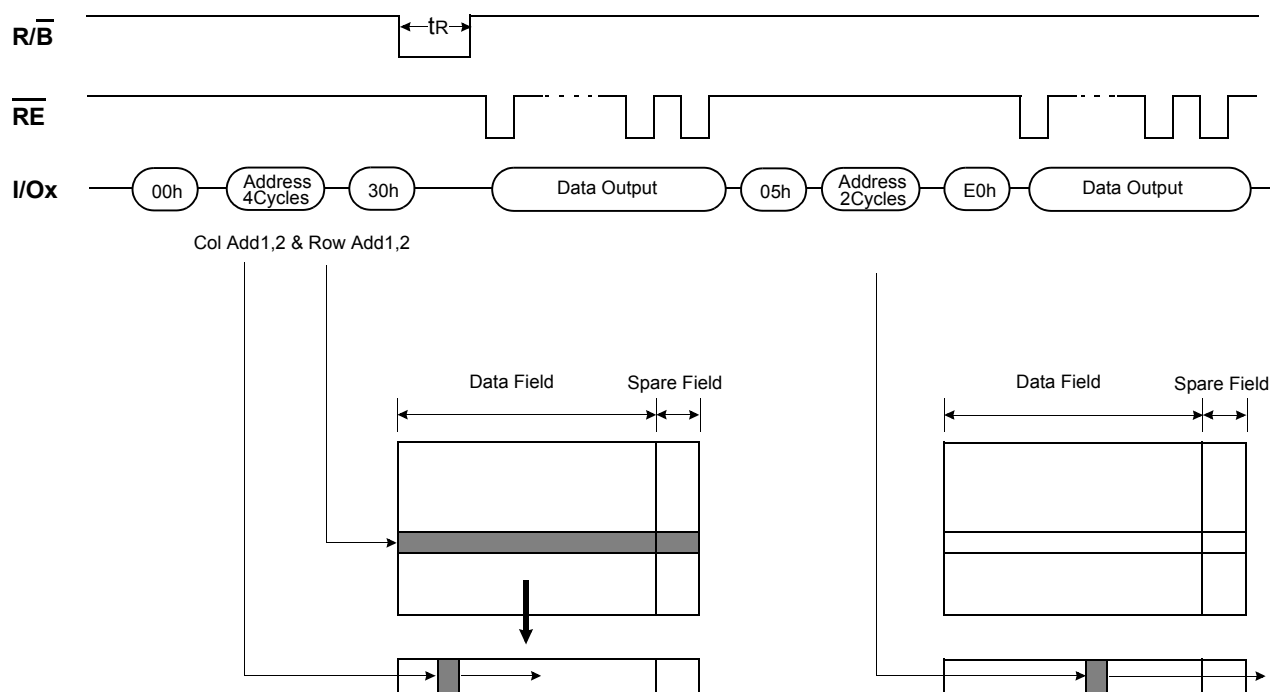 R/B̅
tR
R̅E̅
I/Ox
00h
Address
4Cycles
30h
Data Output
05h
Address
2Cycles
E0h
Data Output
Col Add1,2 & Row Add1,2
Data Field
Spare Field
Data Field
Spare Field